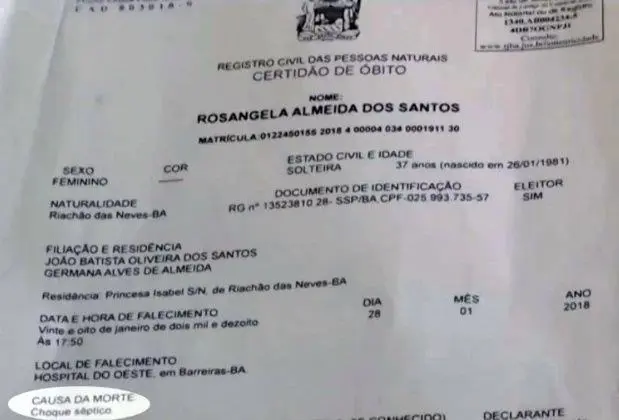 REGISTRO CIVIL DAS PESSOAS NATURAIS
CERTIDÃO DE ÓBITO
NOME:
ROSANGELA ALMEIDA DOS SANTOS
MATRÍCULA:0122450155 2018 4 00004 034 0001911 30
SEXO
FEMININO
COR
ESTADO CIVIL E IDADE
SOLTEIRA
37 anos (nascido em 26/01/1981)
NATURALIDADE
Riachão das Neves-BA
DOCUMENTO DE IDENTIFICAÇÃO
RG nº 13523810 28- SSP/BA,CPF-025.993.735-57
ELEITOR
SIM
FILIAÇÃO E RESIDÊNCIA
JOÃO BATISTA OLIVEIRA DOS SANTOS
GERMANA ALVES DE ALMEIDA
Residência: Princesa Isabel S/N, de Riachão das Neves-BA
DATA E HORA DE FALECIMENTO
Vinte e oito de janeiro de dois mil e dezoito
Às 17:50
DIA
28
MÊS
01
ANO
2018
LOCAL DE FALECIMENTO
HOSPITAL DO OESTE, em Barreiras-BA.
CAUSA DA MORTE
Choque séptico
DECLARANTE